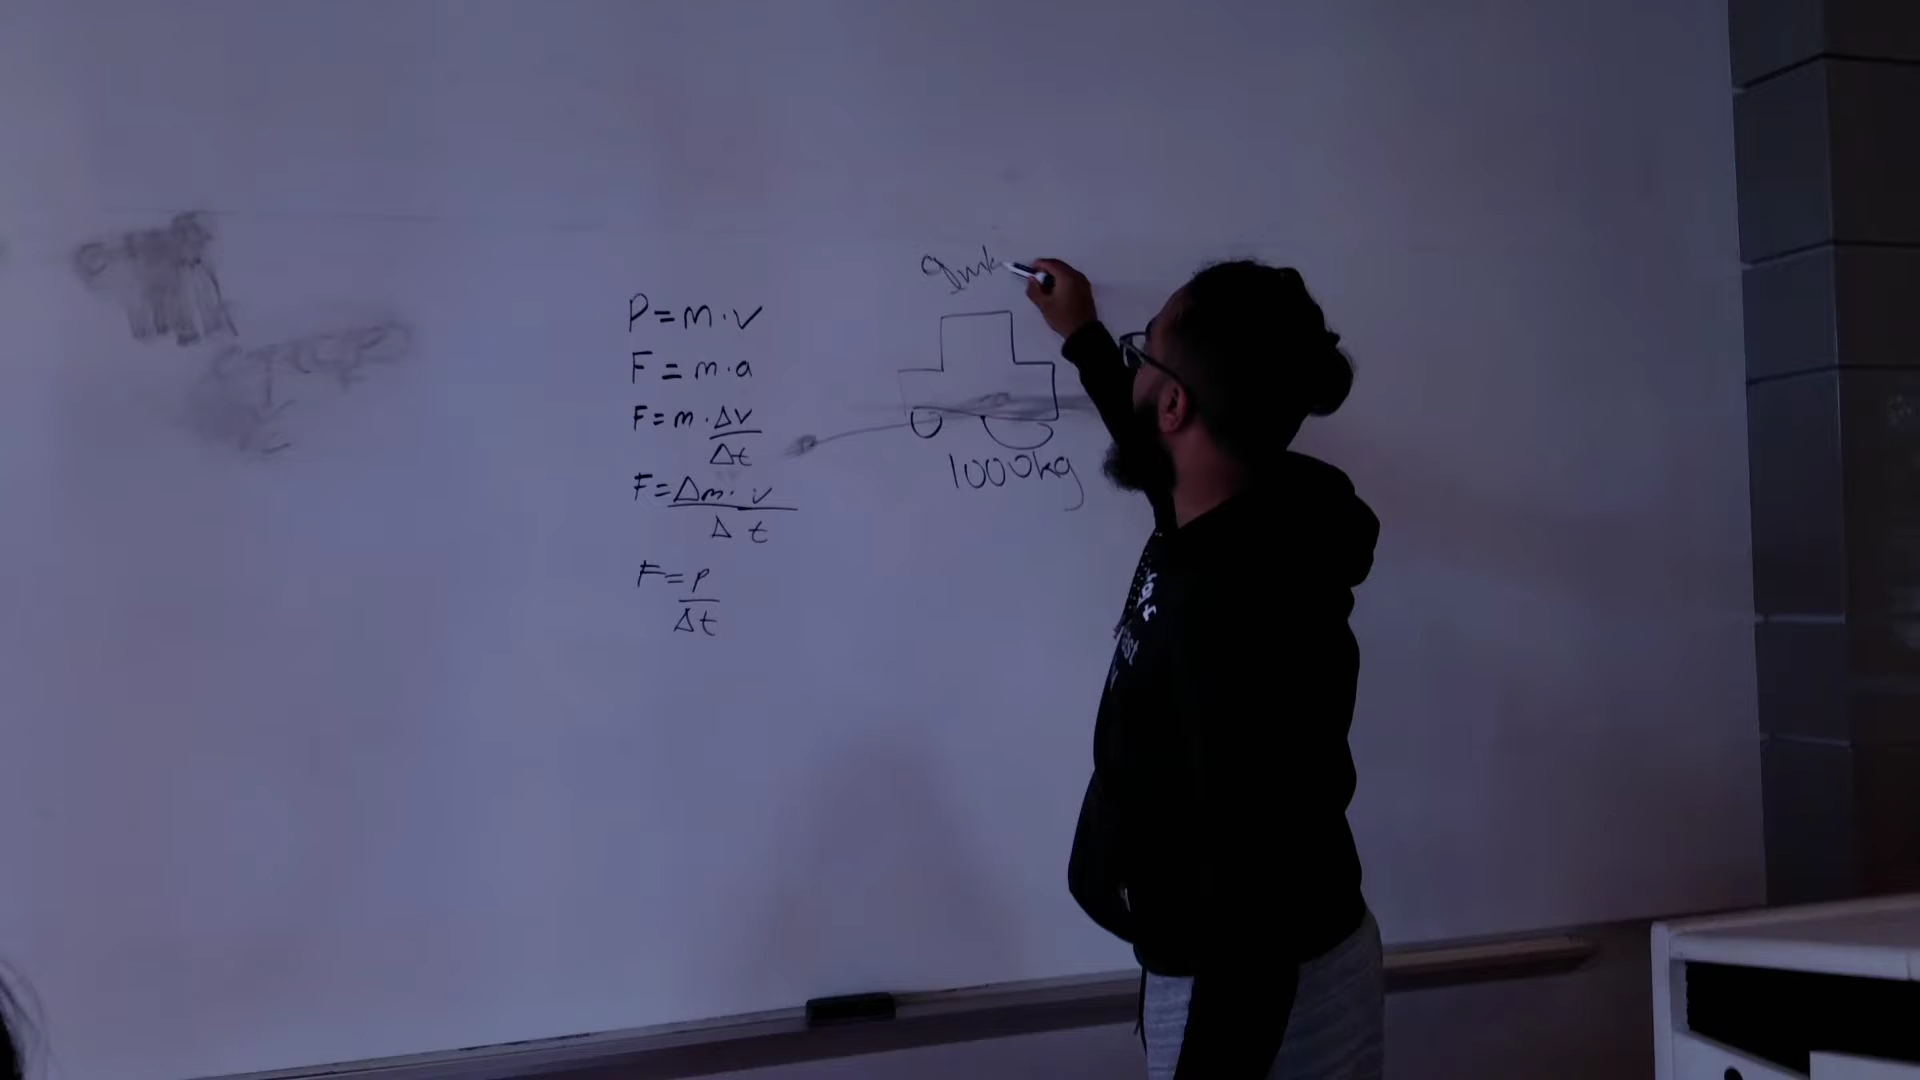 P = m · v
F = m · a
F = m · Δv
Δt
F = Δm · v
Δ t
F = p
Δt
1000kg